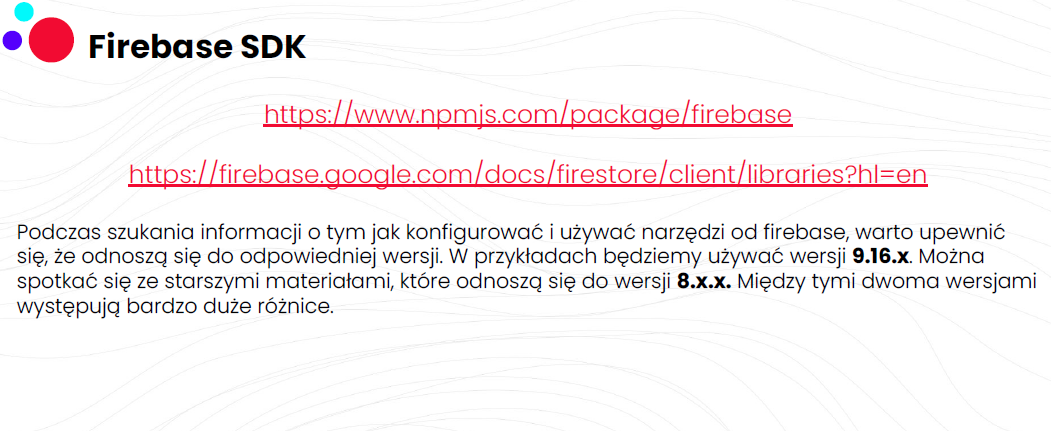 Firebase SDK
https://www.npmjs.com/package/firebase
https://firebase.google.com/docs/firestore/client/libraries?hl=en
Podczas szukania informacji o tym jak konfigurować i używać narzędzi od firebase, warto upewnić
się, że odnoszą się do odpowiedniej wersji. W przykładach będziemy używać wersji 9.16.x. Można
spotkać się ze starszymi materiałami, które odnoszą się do wersji 8.x.x. Między tymi dwoma wersjami
występują bardzo duże różnice.